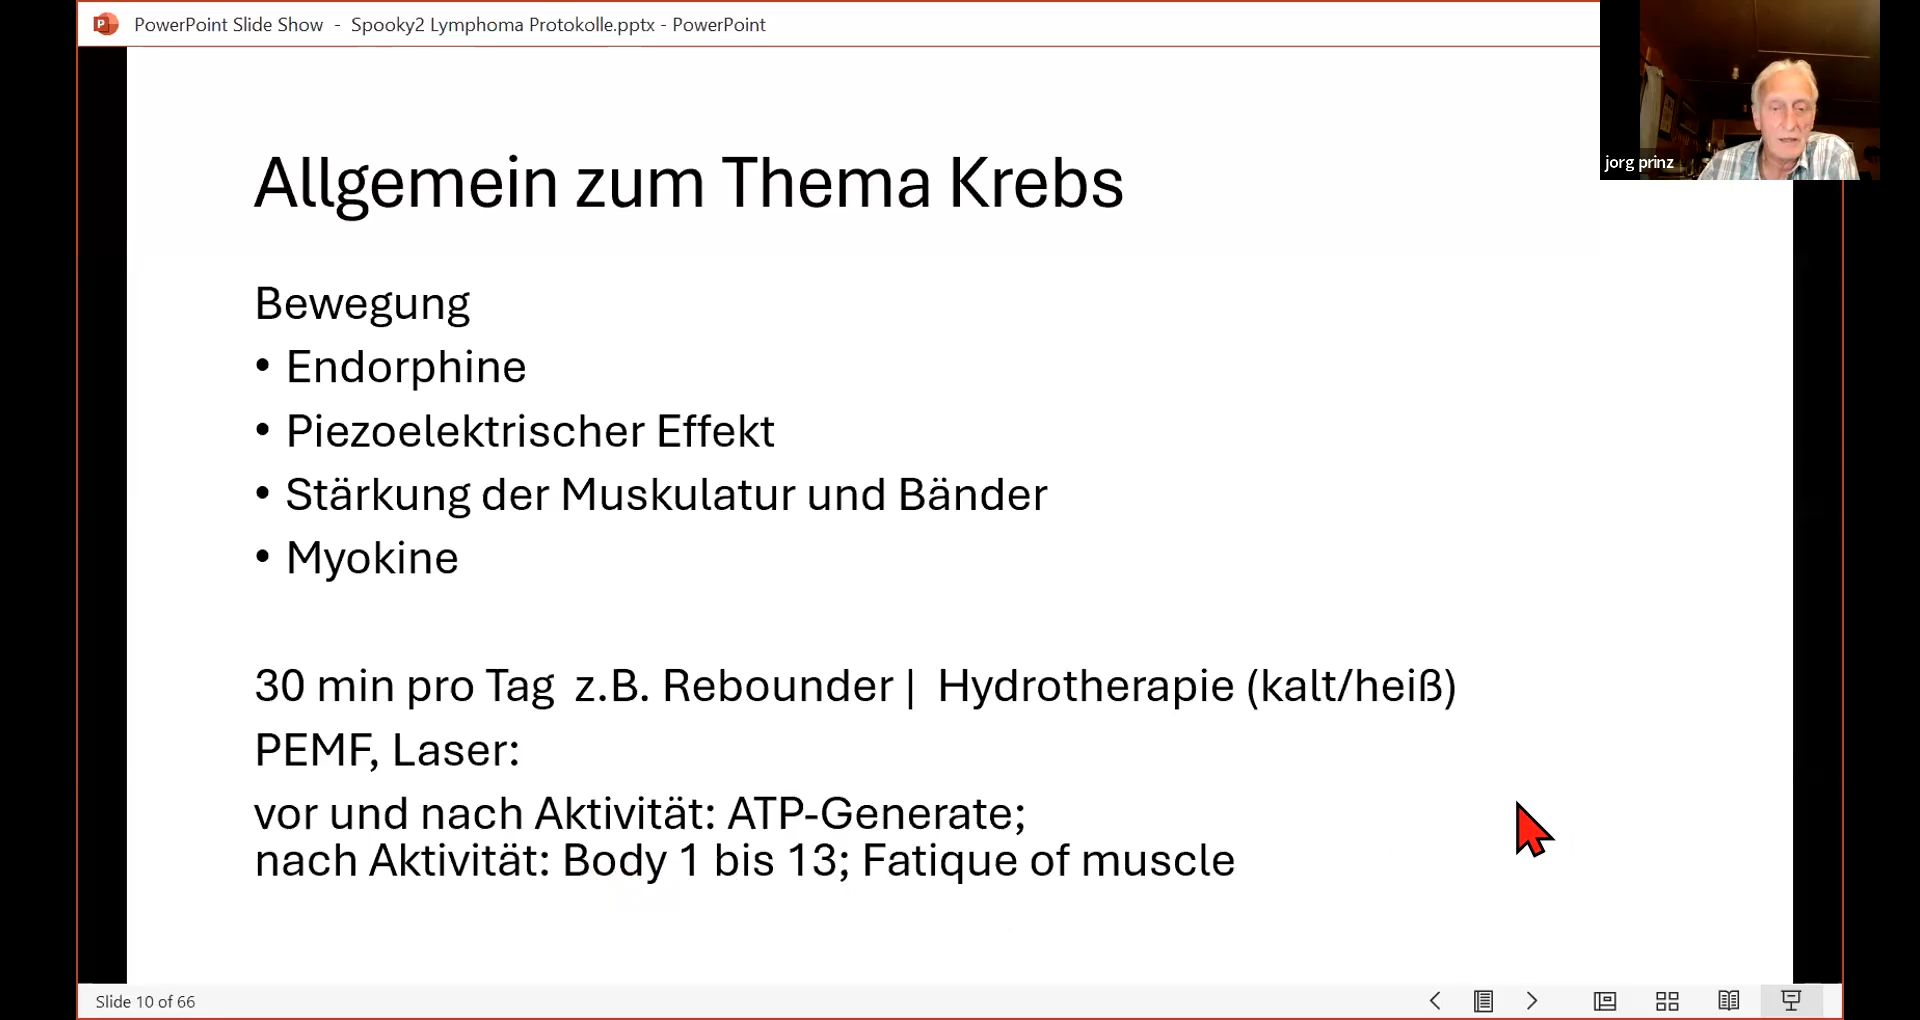 PowerPoint Slide Show - Spooky2 Lymphoma Protokolle.pptx - PowerPoint
jorg prinz
Allgemein zum Thema Krebs
Bewegung
• Endorphine
• Piezoelektrischer Effekt
• Stärkung der Muskulatur und Bänder
• Myokine
30 min pro Tag z.B. Rebounder | Hydrotherapie (kalt/heiß)
PEMF, Laser:
vor und nach Aktivität: ATP-Generate;
nach Aktivität: Body 1 bis 13; Fatique of muscle
Slide 10 of 66